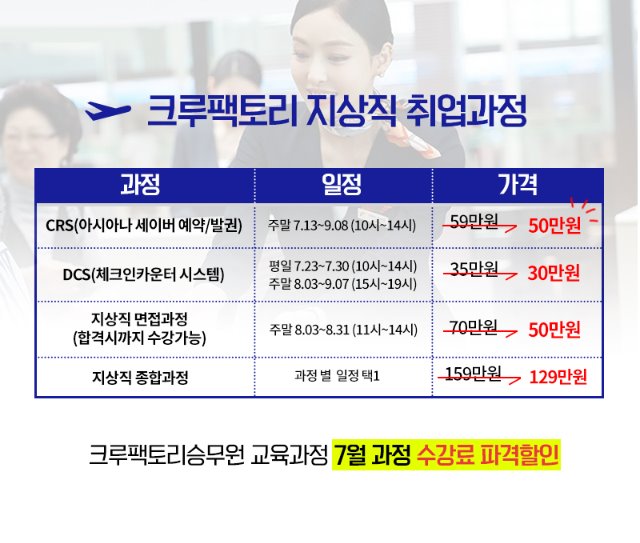 크루팩토리 지상직 취업과정
과정 일정 가격
CRS(아시아나 세이버 예약/발권) 주말 7.13~9.08 (10시~14시) 59만원 50만원
DCS(체크인카운터 시스템) 평일 7.23~7.30 (10시~14시) 35만원 30만원
주말 8.03~9.07 (15시~19시)
지상직 면접과정 주말 8.03~8.31 (11시~14시) 70만원 50만원
(합격시까지 수강가능)
지상직 종합과정 과정 별 일정 택1 159만원 129만원
크루팩토리승무원 교육과정 7월 과정 수강료 파격할인